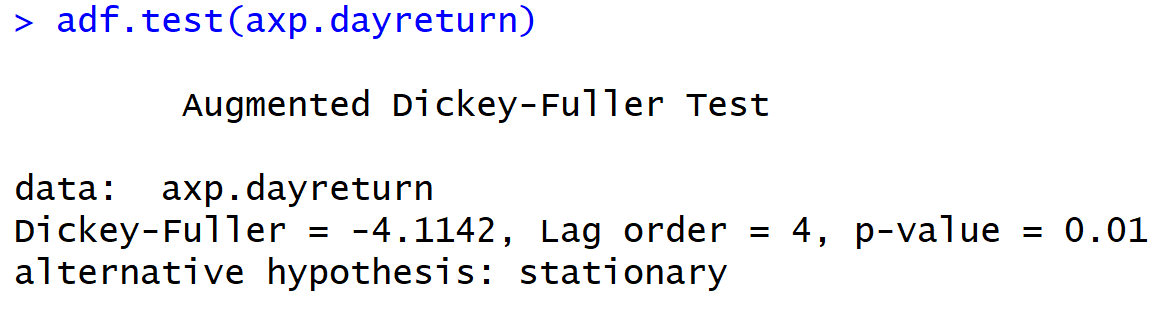 > adf.test(axp.dayreturn)
Augmented Dickey-Fuller Test
data:  axp.dayreturn
Dickey-Fuller = -4.1142, Lag order = 4, p-value = 0.01
alternative hypothesis: stationary